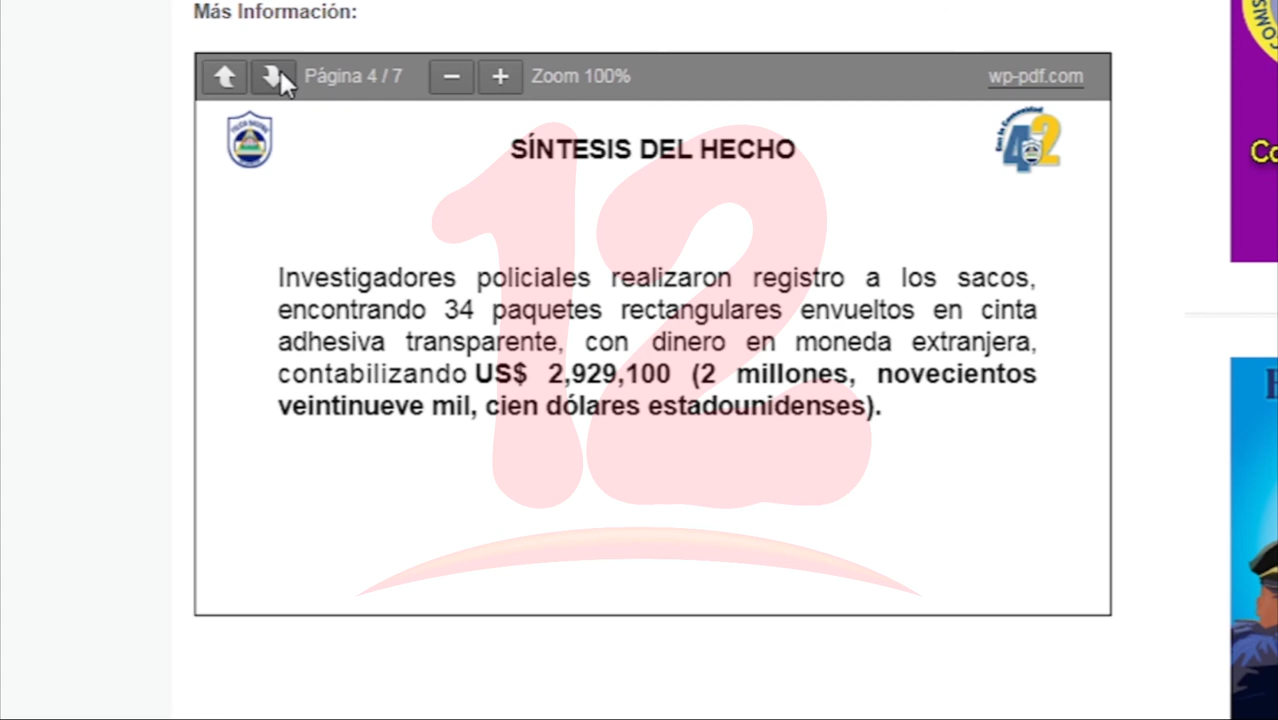 Más Información:
Página 4 / 7
Zoom 100%
wp-pdf.com
SÍNTESIS DEL HECHO
42
12
Investigadores policiales realizaron registro a los sacos,
encontrando 34 paquetes rectangulares envueltos en cinta
adhesiva transparente, con dinero en moneda extranjera,
contabilizando US$ 2,929,100 (2 millones, novecientos
veintinueve mil, cien dólares estadounidenses).